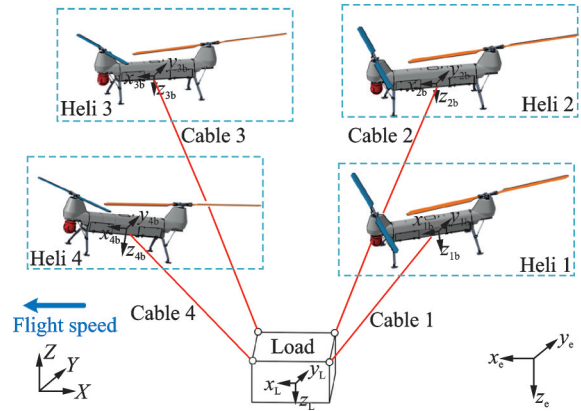 y3b
x3b
z3b
Heli 3
Cable 3
y2b
x2b
z2b
Heli 2
Cable 2
y4b
x4b
z4b
Heli 4
Cable 4
y1b
x1b
z1b
Heli 1
Cable 1
Flight speed
Load
Z
Y
X
yL
xL
zL
ye
xe
ze